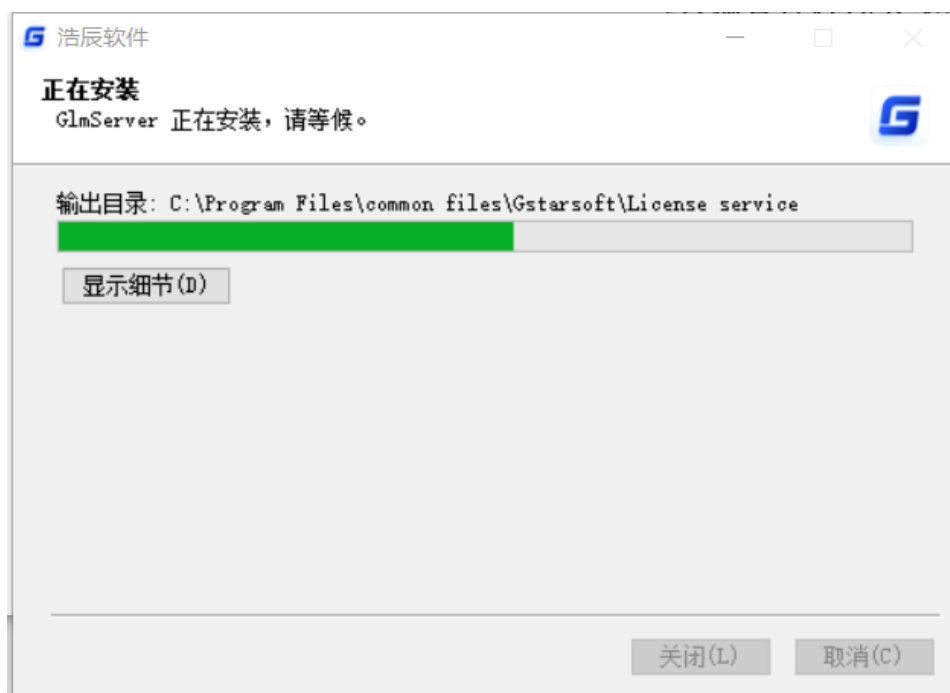 浩辰软件
正在安装
GlmServer 正在安装，请等候。
输出目录: C:\Program Files\common files\Gstarsoft\License service
显示细节(D)
关闭(L)
取消(C)